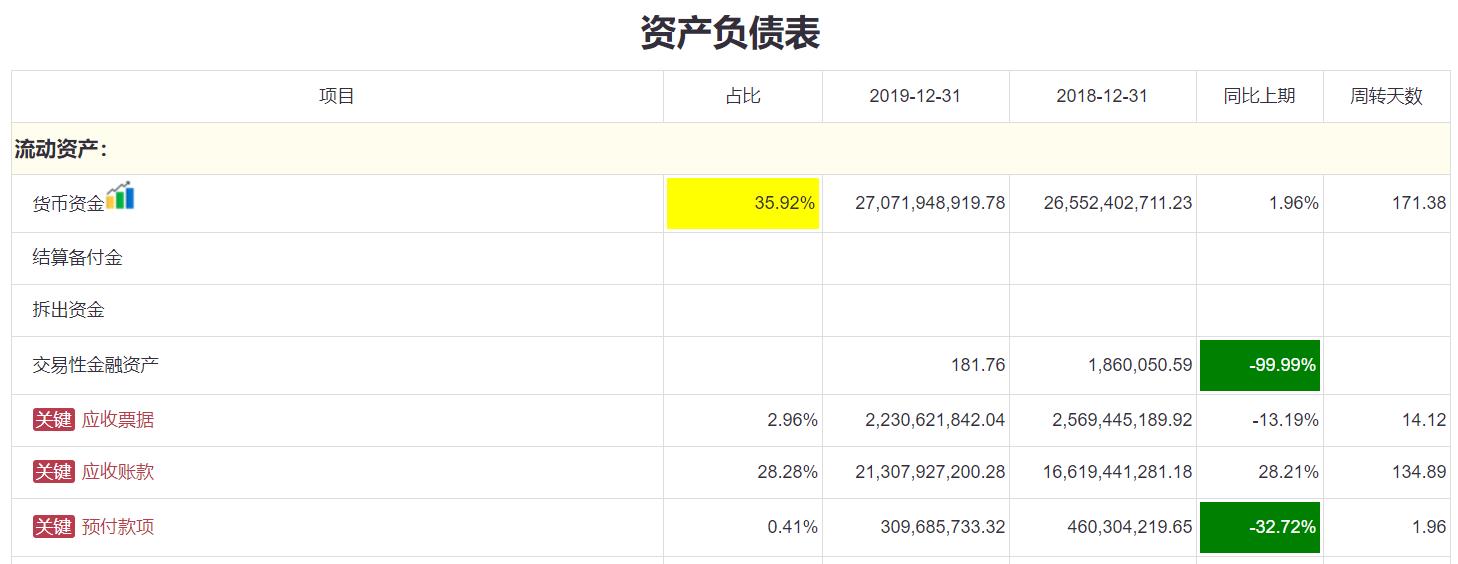 资产负债表
项目 占比 2019-12-31 2018-12-31 同比上期 周转天数
流动资产：
货币资金 35.92% 27,071,948,919.78 26,552,402,711.23 1.96% 171.38
结算备付金
拆出资金
交易性金融资产 181.76 1,860,050.59 -99.99%
关键 应收票据 2.96% 2,230,621,842.04 2,569,445,189.92 -13.19% 14.12
关键 应收账款 28.28% 21,307,927,200.28 16,619,441,281.18 28.21% 134.89
关键 预付款项 0.41% 309,685,733.32 460,304,219.65 -32.72% 1.96